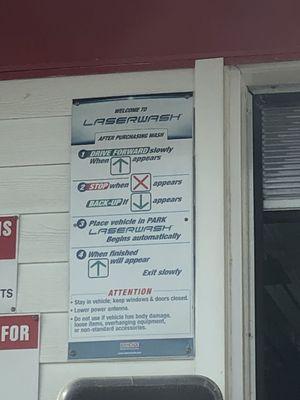 WELCOME TO
LASERWASH
AFTER PURCHASING WASH
1 DRIVE FORWARD slowly
When ↑ appears
2 STOP when X appears
BACK-UP if ↓ appears
3 Place vehicle in PARK
LASERWASH
Begins automatically
4 When finished
↑ will appear
Exit slowly
ATTENTION
• Stay in vehicle; keep windows & doors closed.
• Lower power antenna.
• Do not use if vehicle has body damage,
loose items, overhanging equipment,
or non-standard accessories.
S
TS
FOR